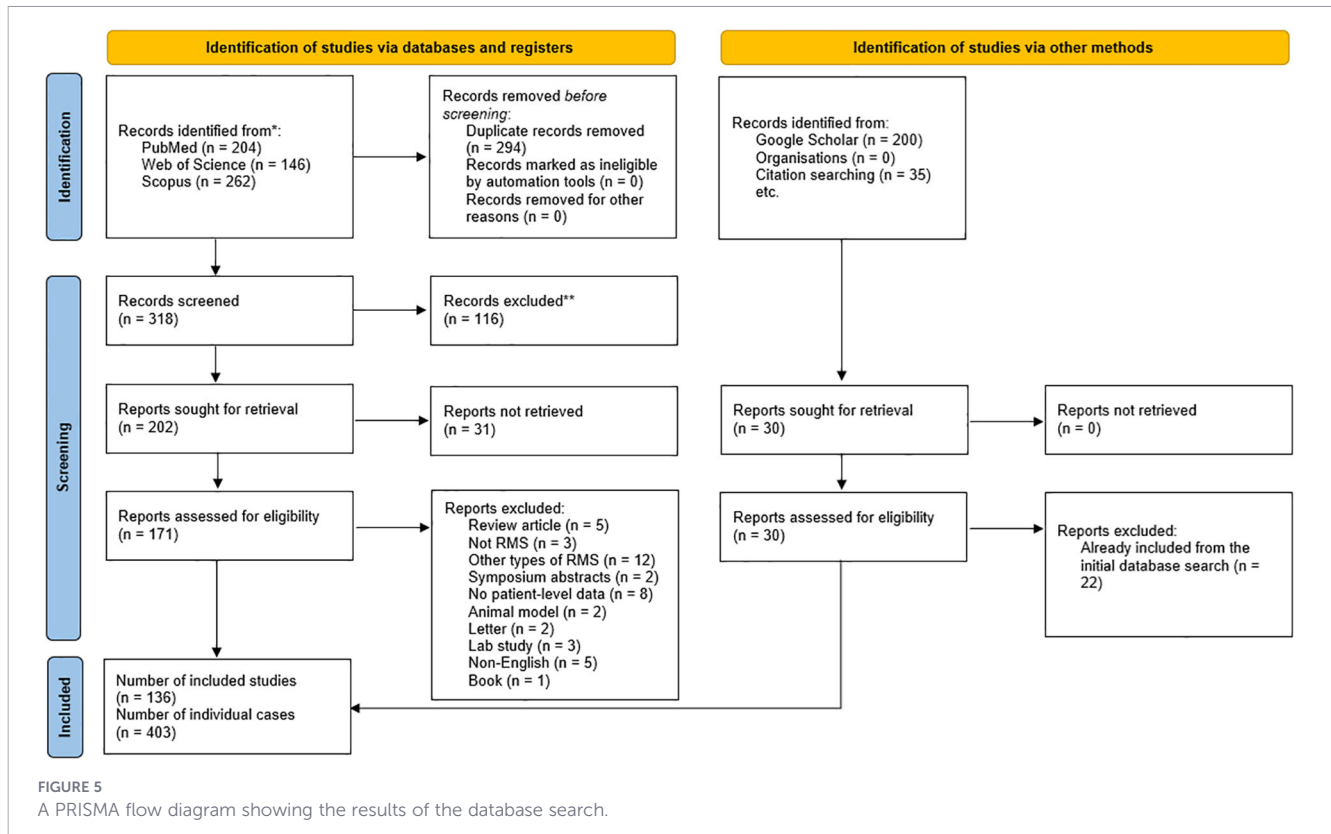 Identification of studies via databases and registers
Identification of studies via other methods
Identification
Records identified from*:
PubMed (n = 204)
Web of Science (n = 146)
Scopus (n = 262)
Records removed before
screening:
Duplicate records removed
(n = 294)
Records marked as ineligible
by automation tools (n = 0)
Records removed for other
reasons (n = 0)
Records identified from:
Google Scholar (n = 200)
Organisations (n = 0)
Citation searching (n = 35)
etc.
Screening
Records screened
(n = 318)
Records excluded**
(n = 116)
Reports sought for retrieval
(n = 202)
Reports not retrieved
(n = 31)
Reports sought for retrieval
(n = 30)
Reports not retrieved
(n = 0)
Reports assessed for eligibility
(n = 171)
Reports excluded:
Review article (n = 5)
Not RMS (n = 3)
Other types of RMS (n = 12)
Symposium abstracts (n = 2)
No patient-level data (n = 8)
Animal model (n = 2)
Letter (n = 2)
Lab study (n = 3)
Non-English (n = 5)
Book (n = 1)
Reports assessed for eligibility
(n = 30)
Reports excluded:
Already included from the
initial database search (n =
22)
Included
Number of included studies
(n = 136)
Number of individual cases
(n = 403)
FIGURE 5
A PRISMA flow diagram showing the results of the database search.